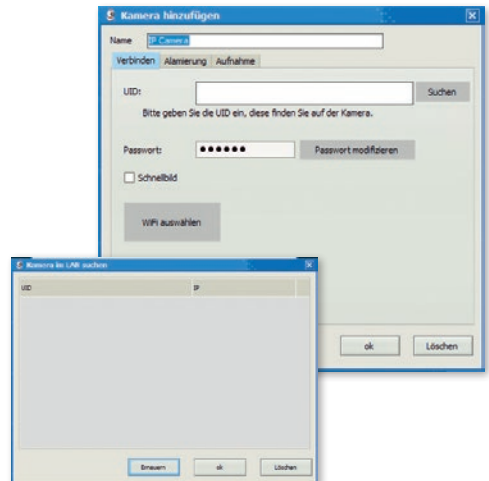 Kamera hinzufügen
Name IP Camera
Verbinden Alamierung Aufnahme
UID: Suchen
Bitte geben Sie die UID ein, diese finden Sie auf der Kamera.
Passwort: ●●●●●● Passwort modifizieren
Schnellbild
WiFi auswählen
ok Löschen
Kamera im LAN suchen
UID IP
Erneuern ok Löschen